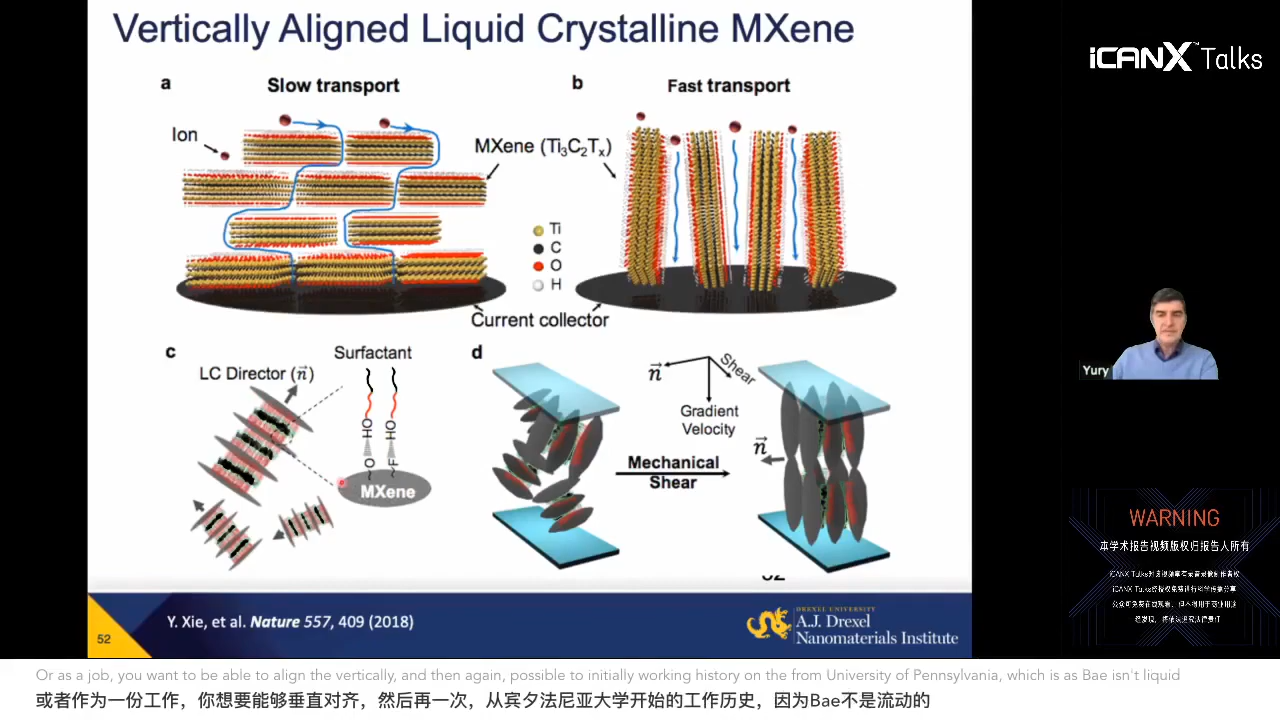 Vertically Aligned Liquid Crystalline MXene
iCANX Talks
a
Slow transport
b
Fast transport
Ion
MXene (Ti3C2Tx)
Ti
C
O
H
Current collector
c
LC Director (n⃗)
Surfactant
HO
HO
O
F
MXene
d
n⃗
Shear
Gradient
Velocity
Mechanical
Shear
n⃗
Yury
WARNING
本学术报告视频版权归报告人所有
52
Y. Xie, et al. Nature 557, 409 (2018)
DREXEL UNIVERSITY
A.J. Drexel
Nanomaterials Institute
Or as a job, you want to be able to align the vertically, and then again, possible to initially working history on the from University of Pennsylvania, which is as Bae isn't liquid
或者作为一份工作，你想要能够垂直对齐，然后再一次，从宾夕法尼亚大学开始的工作历史，因为Bae不是流动的